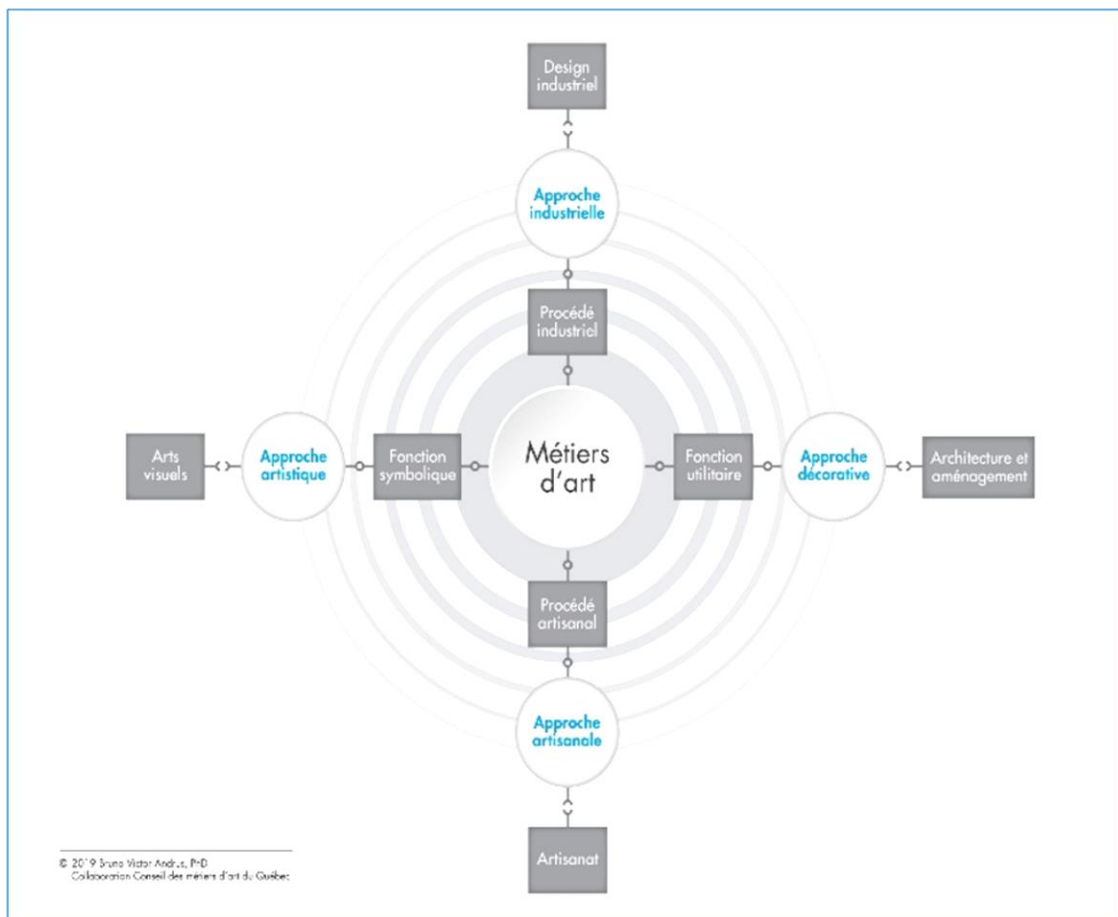 Design
industriel
Approche
industrielle
Procédé
industriel
Arts
visuels
Approche
artistique
Fonction
symbolique
Métiers
d'art
Fonction
utilitaire
Approche
décorative
Architecture et
aménagement
Procédé
artisanal
Approche
artisanale
Artisanat
© 2019 Bruno Victor Andrus, PhD
Collaboration Conseil des métiers d'art du Québec